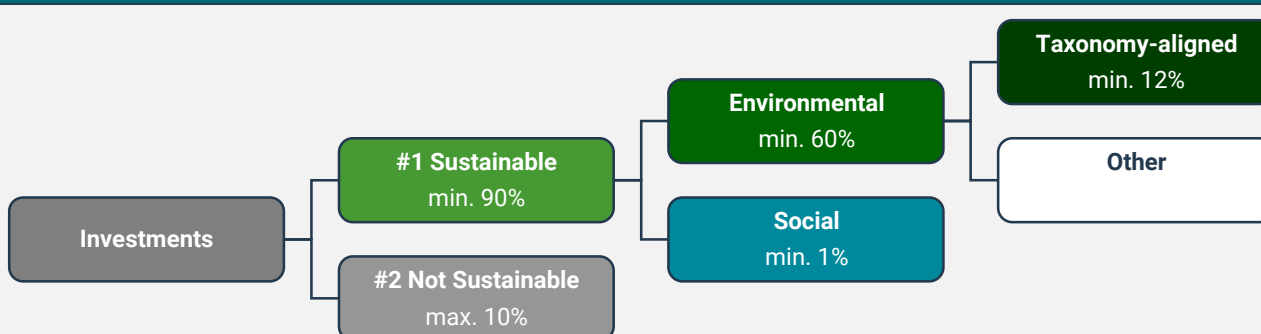 Taxonomy-aligned
min. 12%
Environmental
min. 60%
Other
#1 Sustainable
min. 90%
Social
min. 1%
Investments
#2 Not Sustainable
max. 10%